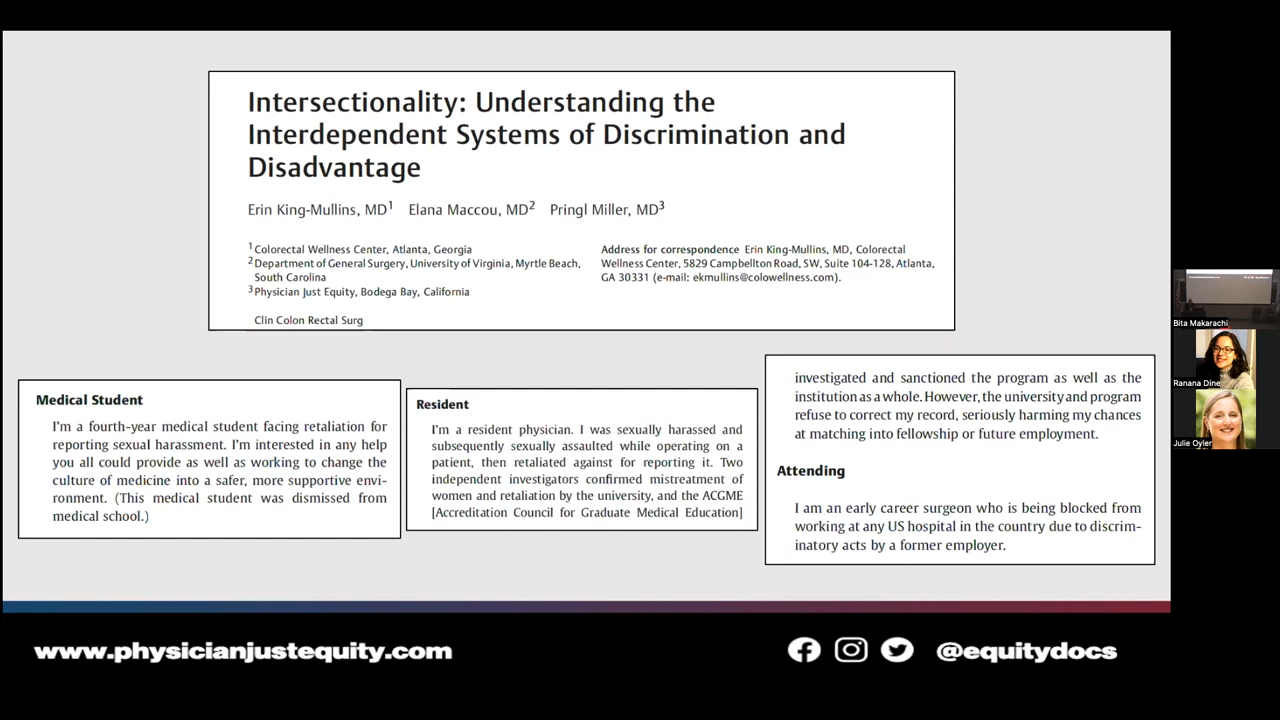 Intersectionality: Understanding the
Interdependent Systems of Discrimination and
Disadvantage
Erin King-Mullins, MD1 Elana Maccou, MD2 Pringl Miller, MD3
1 Colorectal Wellness Center, Atlanta, Georgia
2 Department of General Surgery, University of Virginia, Myrtle Beach,
South Carolina
3 Physician Just Equity, Bodega Bay, California
Clin Colon Rectal Surg
Address for correspondence Erin King-Mullins, MD, Colorectal
Wellness Center, 5829 Campbellton Road, SW, Suite 104-128, Atlanta,
GA 30331 (e-mail: ekmullins@colowellness.com).
Medical Student
I'm a fourth-year medical student facing retaliation for
reporting sexual harassment. I'm interested in any help
you all could provide as well as working to change the
culture of medicine into a safer, more supportive envi-
ronment. (This medical student was dismissed from
medical school.)
Resident
I'm a resident physician. I was sexually harassed and
subsequently sexually assaulted while operating on a
patient, then retaliated against for reporting it. Two
independent investigators confirmed mistreatment of
women and retaliation by the university, and the ACGME
[Accreditation Council for Graduate Medical Education]
investigated and sanctioned the program as well as the
institution as a whole. However, the university and program
refuse to correct my record, seriously harming my chances
at matching into fellowship or future employment.
Attending
I am an early career surgeon who is being blocked from
working at any US hospital in the country due to discrim-
inatory acts by a former employer.
www.physicianjustequity.com
@equitydocs
Bita Makarachi
Ranana Dine
Julie Oyler